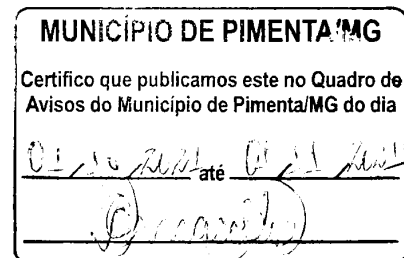 MUNICÍPIO DE PIMENTA/MG
Certifico que publicamos este no Quadro de
Avisos do Município de Pimenta/MG do dia
até